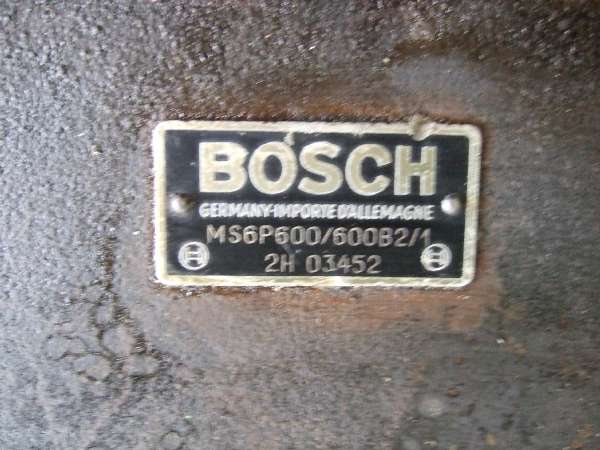 BOSCH
GERMANY-IMPORTE D'ALLEMAGNE
MS6P600/600B2/1
2H 03452